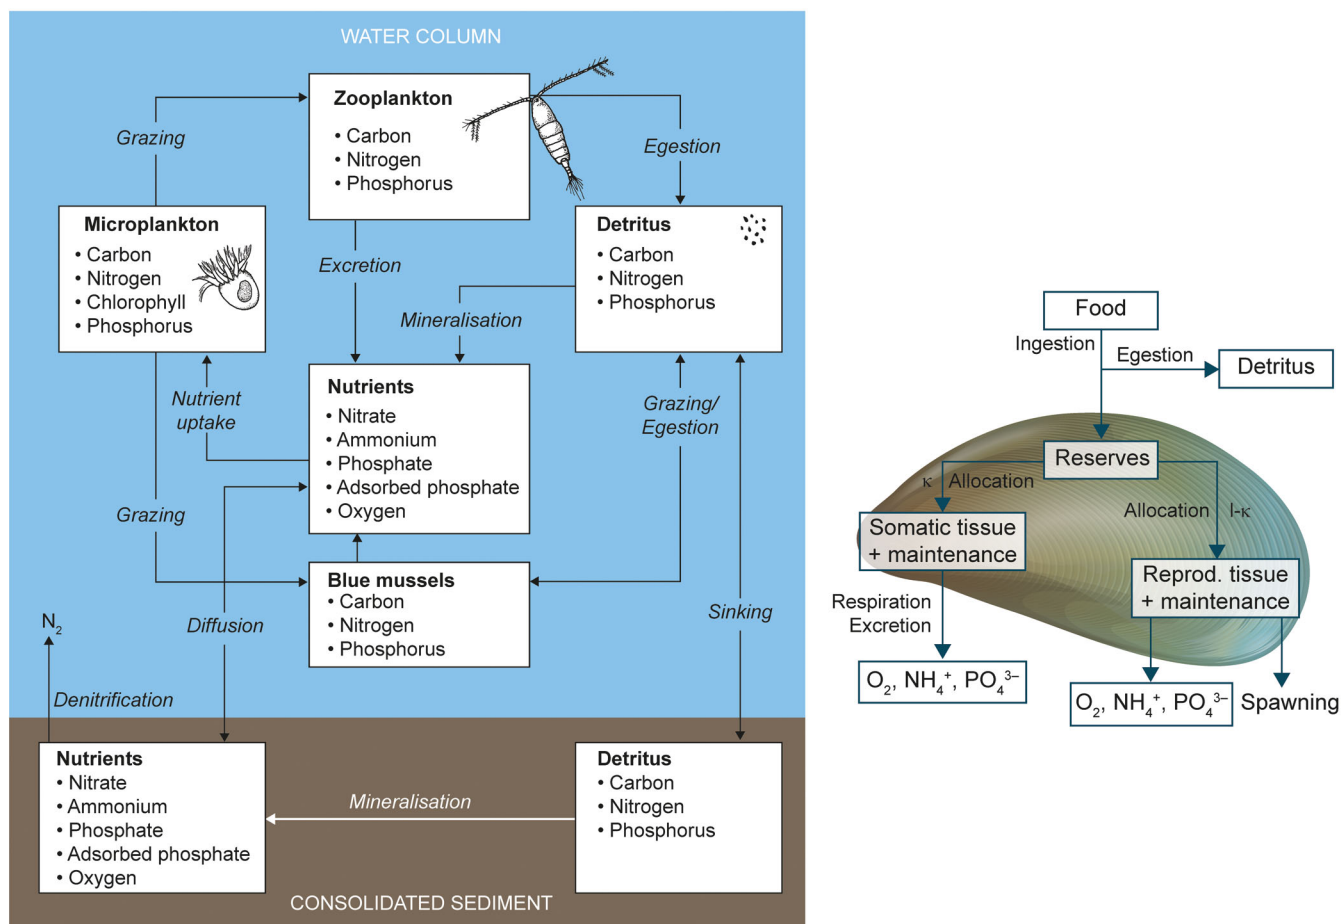 WATER COLUMN
Zooplankton
• Carbon
• Nitrogen
• Phosphorus
Grazing
Egestion
Microplankton
• Carbon
• Nitrogen
• Chlorophyll
• Phosphorus
Excretion
Detritus
• Carbon
• Nitrogen
• Phosphorus
Mineralisation
Nutrient
uptake
Nutrients
• Nitrate
• Ammonium
• Phosphate
• Adsorbed phosphate
• Oxygen
Grazing/
Egestion
Grazing
Blue mussels
• Carbon
• Nitrogen
• Phosphorus
N₂
Diffusion
Sinking
Denitrification
Nutrients
• Nitrate
• Ammonium
• Phosphate
• Adsorbed phosphate
• Oxygen
Mineralisation
Detritus
• Carbon
• Nitrogen
• Phosphorus
CONSOLIDATED SEDIMENT
Food
Ingestion
Egestion
Detritus
Reserves
κ Allocation
Allocation l-κ
Somatic tissue
+ maintenance
Reprod. tissue
+ maintenance
Respiration
Excretion
O₂, NH₄⁺, PO₄³⁻
O₂, NH₄⁺, PO₄³⁻
Spawning